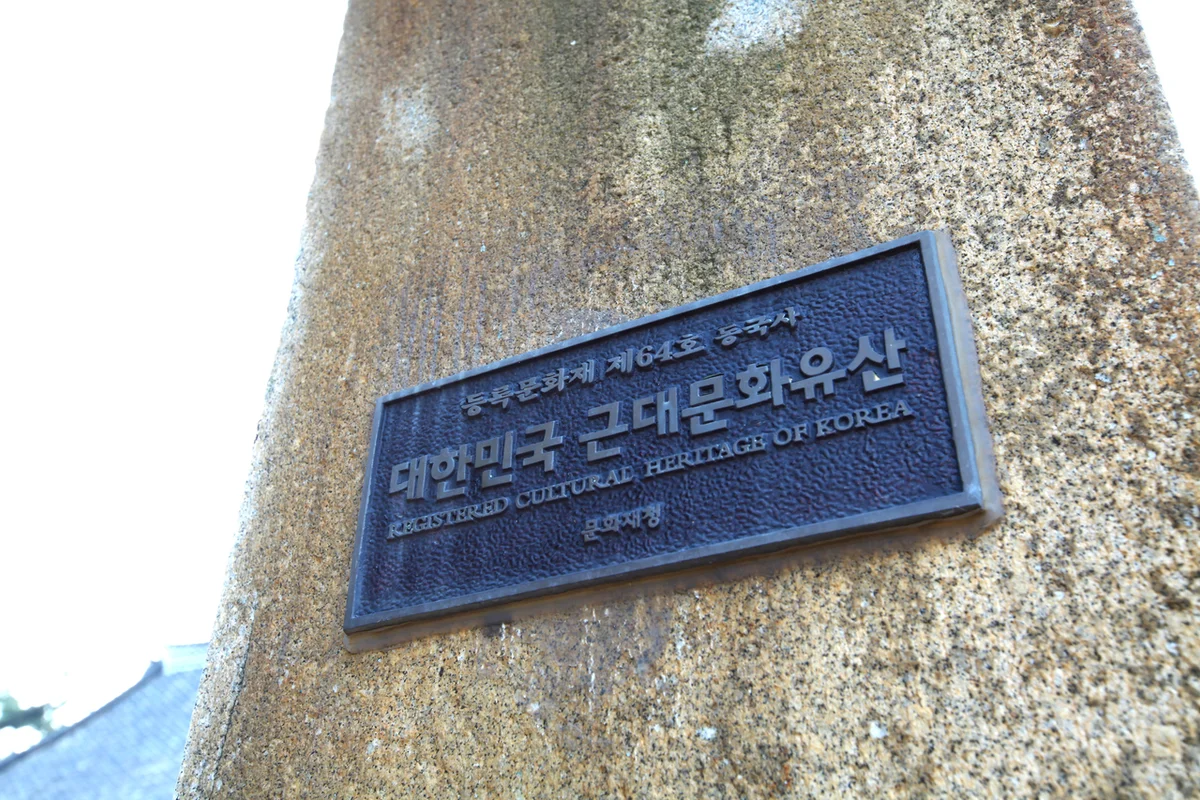 등록문화재 제64호 동국사
대한민국 근대문화유산
REGISTERED CULTURAL HERITAGE OF KOREA
문화재청